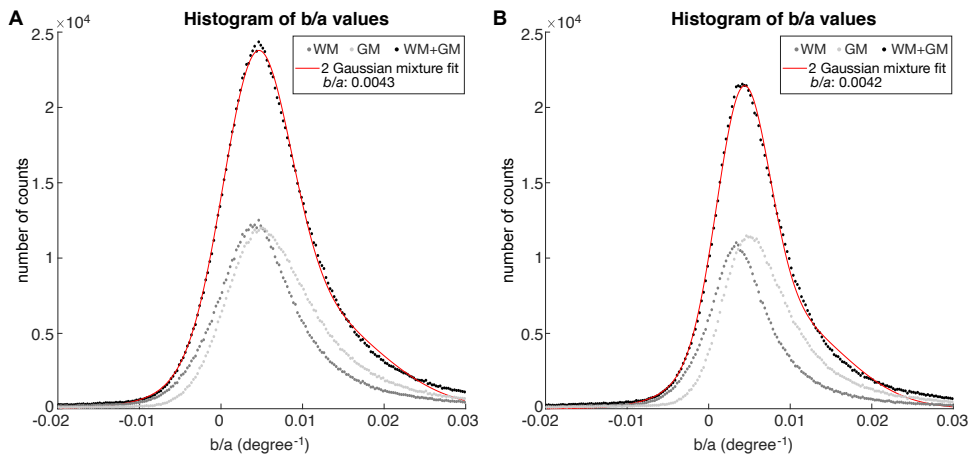 A
Histogram of b/a values
×10⁴
2.5
2
1.5
1
0.5
0
number of counts
WM GM WM+GM
2 Gaussian mixture fit
b/a: 0.0043
-0.02 -0.01 0 0.01 0.02 0.03
b/a (degree⁻¹)
B
Histogram of b/a values
×10⁴
2.5
2
1.5
1
0.5
0
number of counts
WM GM WM+GM
2 Gaussian mixture fit
b/a: 0.0042
-0.02 -0.01 0 0.01 0.02 0.03
b/a (degree⁻¹)